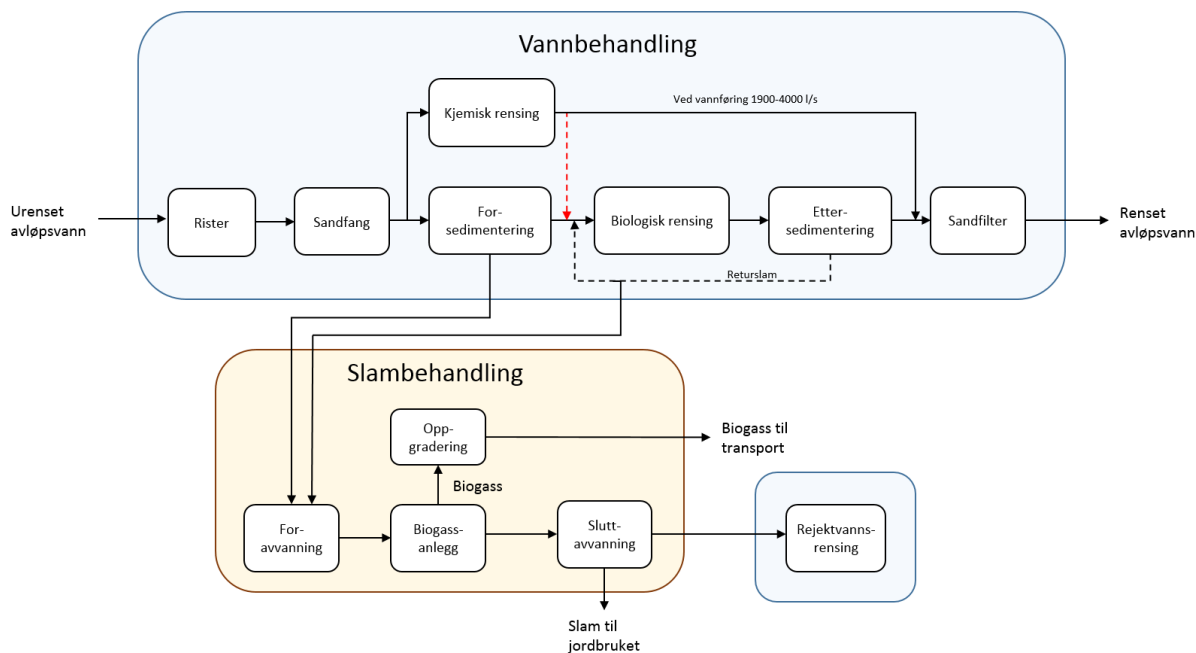 Vannbehandling
Ved vannføring 1900-4000 l/s
Kjemisk rensing
Urenset
avløpsvann
Rister
Sandfang
For-
sedimentering
Biologisk rensing
Etter-
sedimentering
Sandfilter
Renset
avløpsvann
Returslam
Slambehandling
Opp-
gradering
Biogass til
transport
Biogass
For-
avvanning
Biogass-
anlegg
Slutt-
avvanning
Rejektvanns-
rensing
Slam til
jordbruket